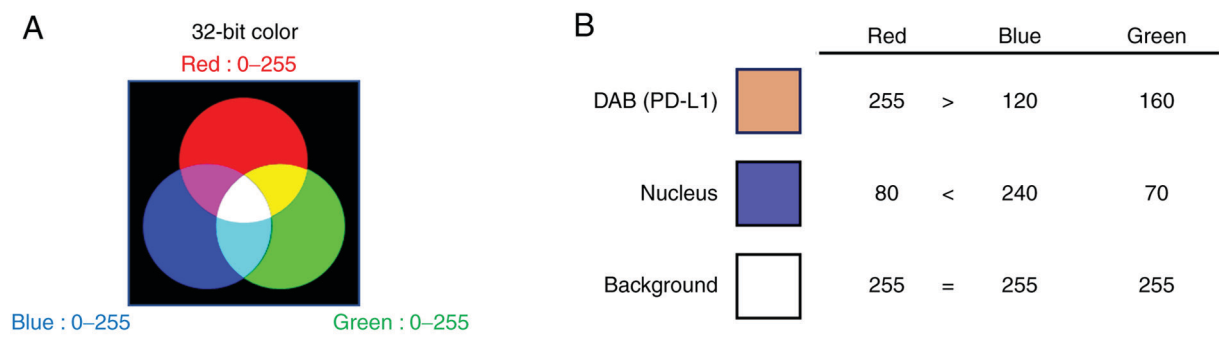 A
32-bit color
Red : 0–255
Blue : 0–255
Green : 0–255
B
Red Blue Green
DAB (PD-L1) 255 > 120 160
Nucleus 80 < 240 70
Background 255 = 255 255